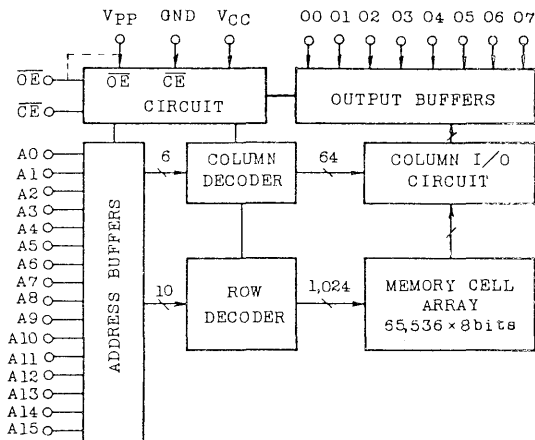 VPP GND VCC O0 O1 O2 O3 O4 O5 O6 O7
OE
CE
OE CE
CIRCUIT
OUTPUT BUFFERS
A0
A1
A2
A3
A4
A5
A6
A7
A8
A9
A10
A11
A12
A13
A14
A15
ADDRESS BUFFERS
6
COLUMN
DECODER
64
COLUMN I/O
CIRCUIT
10
ROW
DECODER
1,024
MEMORY CELL
ARRAY
65,536×8bits